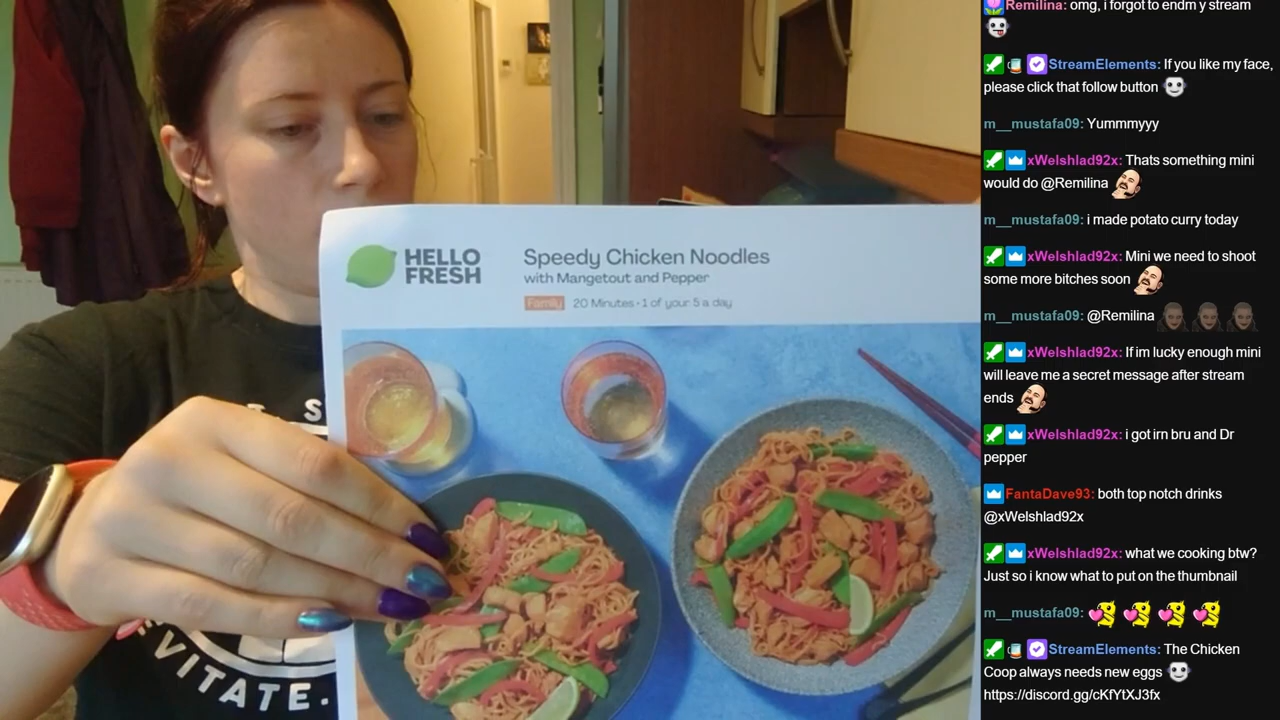 HELLO
FRESH
Speedy Chicken Noodles
with Mangetout and Pepper
Family 20 Minutes • 1 of your 5 a day
VITATE.
Remilina: omg, i forgot to endm y stream
StreamElements: If you like my face,
please click that follow button
m__mustafa09: Yummmyyy
xWelshlad92x: Thats something mini
would do @Remilina
m__mustafa09: i made potato curry today
xWelshlad92x: Mini we need to shoot
some more bitches soon
m__mustafa09: @Remilina
xWelshlad92x: If im lucky enough mini
will leave me a secret message after stream
ends
xWelshlad92x: i got irn bru and Dr
pepper
FantaDave93: both top notch drinks
@xWelshlad92x
xWelshlad92x: what we cooking btw?
Just so i know what to put on the thumbnail
m__mustafa09:
StreamElements: The Chicken
Coop always needs new eggs
https://discord.gg/cKfYtXJ3fx